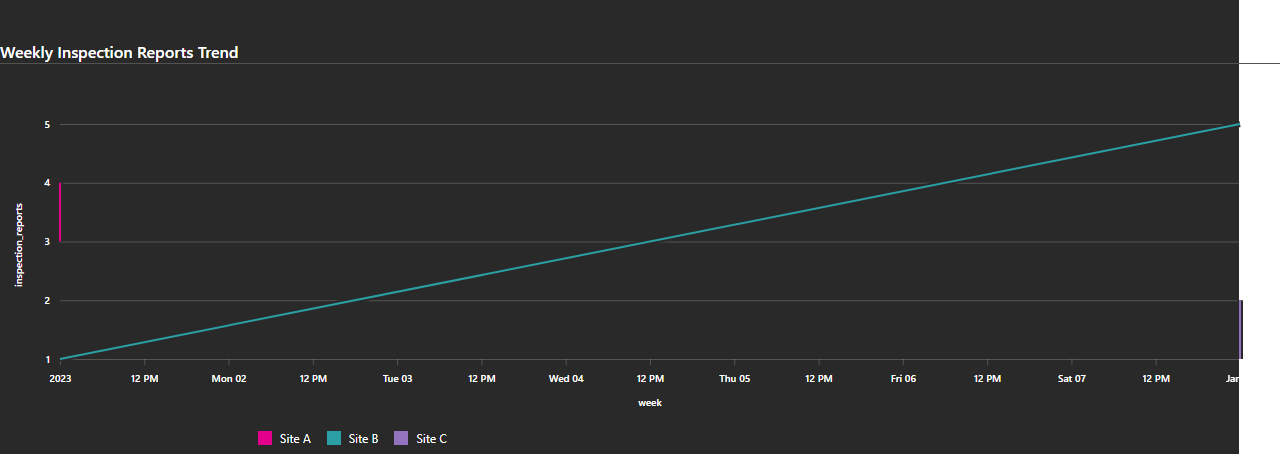 Weekly Inspection Reports Trend
5
4
3
2
1
inspection_reports
2023 12 PM Mon 02 12 PM Tue 03 12 PM Wed 04 12 PM Thu 05 12 PM Fri 06 12 PM Sat 07 12 PM Jan
week
Site A Site B Site C